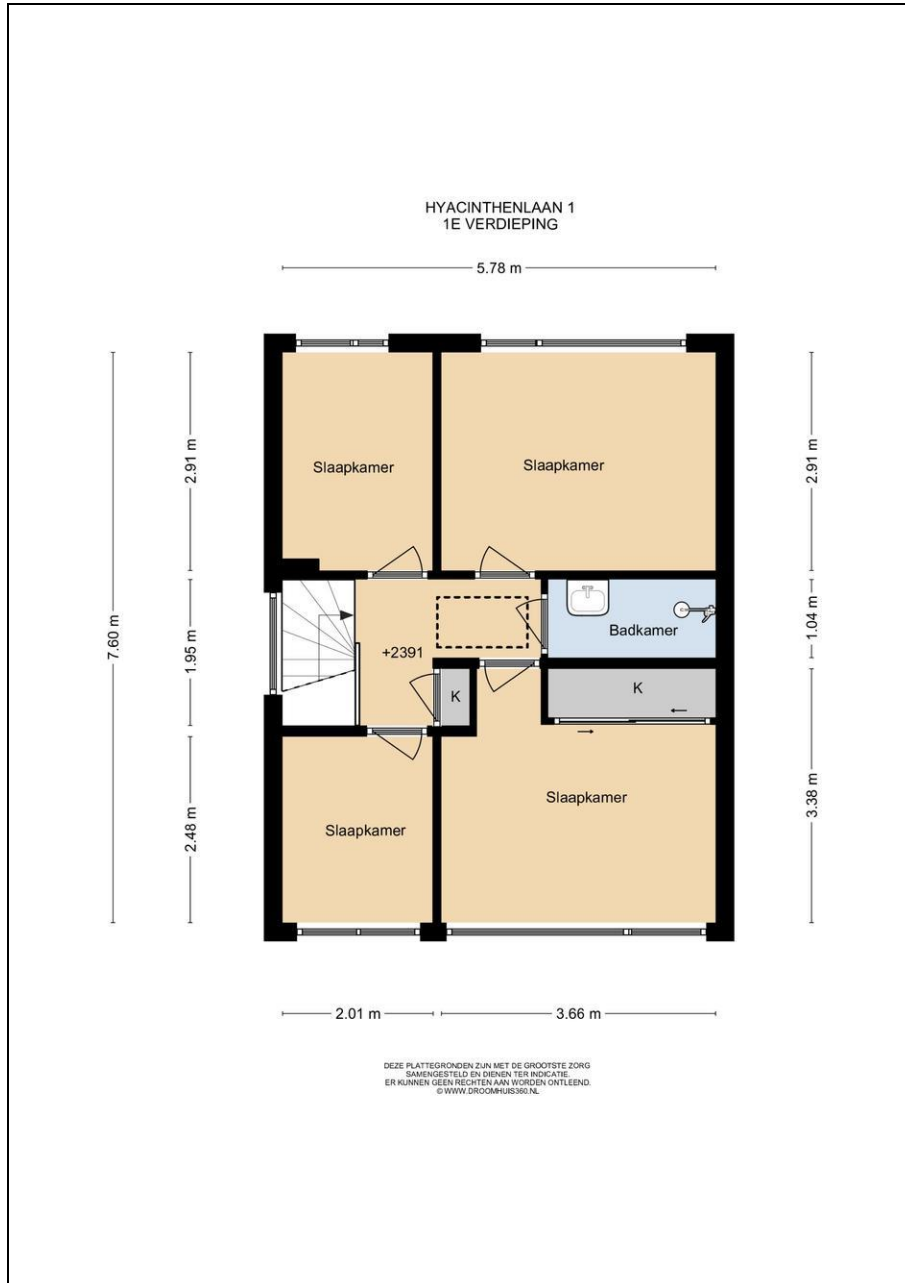 HYACINTHENLAAN 1
1E VERDIEPING
5.78 m
Slaapkamer
Slaapkamer
2.91 m
2.91 m
7.60 m
1.95 m
+2391
Badkamer
1.04 m
K
K
Slaapkamer
Slaapkamer
2.48 m
3.38 m
2.01 m
3.66 m
DEZE PLATTEGRONDEN ZIJN MET DE GROOTSTE ZORG
SAMENGESTELD EN DIENEN TER INDICATIE.
ER KUNNEN GEEN RECHTEN AAN WORDEN ONTLEEND.
© WWW.DROOMHUIS360.NL